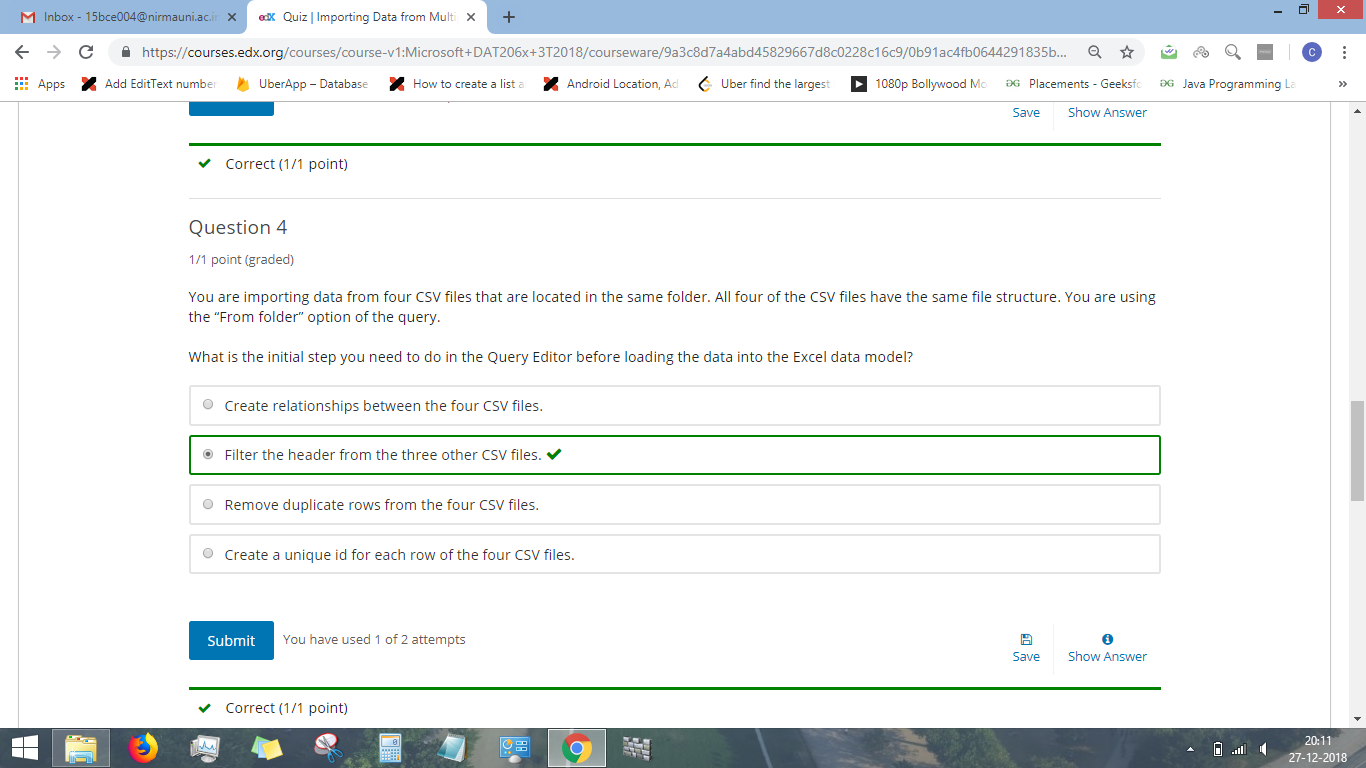 Inbox - 15bce004@nirmauni.ac.in
edX Quiz | Importing Data from Multi
https://courses.edx.org/courses/course-v1:Microsoft+DAT206x+3T2018/courseware/9a3c8d7a4abd45829667d8c0228c16c9/0b91ac4fb0644291835b...
C
Apps Add EditText number UberApp – Database How to create a list a Android Location, Ad Uber find the largest 1080p Bollywood Mo Placements - Geeksfo Java Programming La »
Save Show Answer
Correct (1/1 point)
Question 4
1/1 point (graded)
You are importing data from four CSV files that are located in the same folder. All four of the CSV files have the same file structure. You are using
the “From folder” option of the query.
What is the initial step you need to do in the Query Editor before loading the data into the Excel data model?
Create relationships between the four CSV files.
Filter the header from the three other CSV files.
Remove duplicate rows from the four CSV files.
Create a unique id for each row of the four CSV files.
Submit You have used 1 of 2 attempts
Save Show Answer
Correct (1/1 point)
20:11
27-12-2018